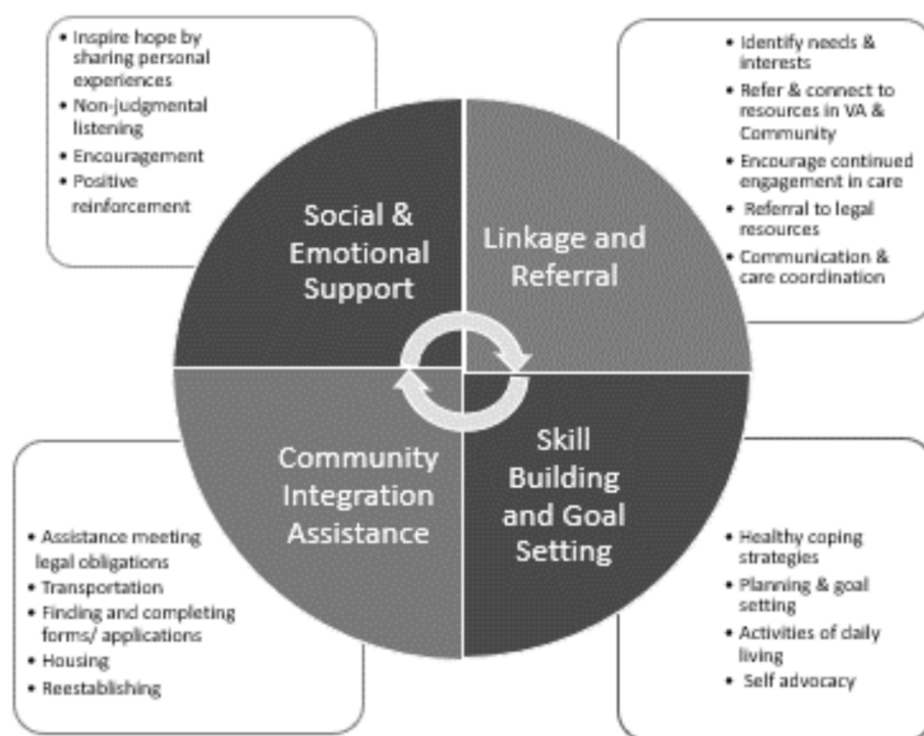 • Inspire hope by
sharing personal
experiences
• Non-judgmental
listening
• Encouragement
• Positive
reinforcement
• Identify needs &
interests
• Refer & connect to
resources in VA &
Community
• Encourage continued
engagement in care
• Referral to legal
resources
• Communication &
care coordination
Social &
Emotional
Support
Linkage and
Referral
Community
Integration
Assistance
Skill
Building
and Goal
Setting
• Assistance meeting
legal obligations
• Transportation
• Finding and completing
forms/ applications
• Housing
• Reestablishing
• Healthy coping
strategies
• Planning & goal
setting
• Activities of daily
living
• Self advocacy